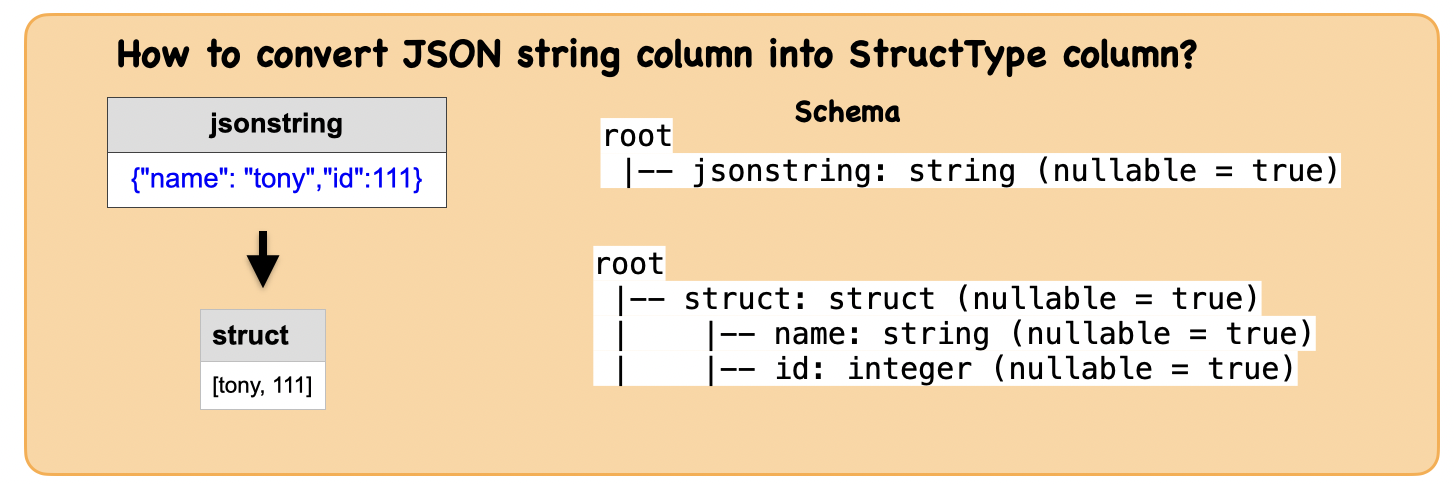 How to convert JSON string column into StructType column?
jsonstring
{"name": "tony","id":111}
struct
[tony, 111]
Schema
root
 |-- jsonstring: string (nullable = true)
root
 |-- struct: struct (nullable = true)
 |    |-- name: string (nullable = true)
 |    |-- id: integer (nullable = true)